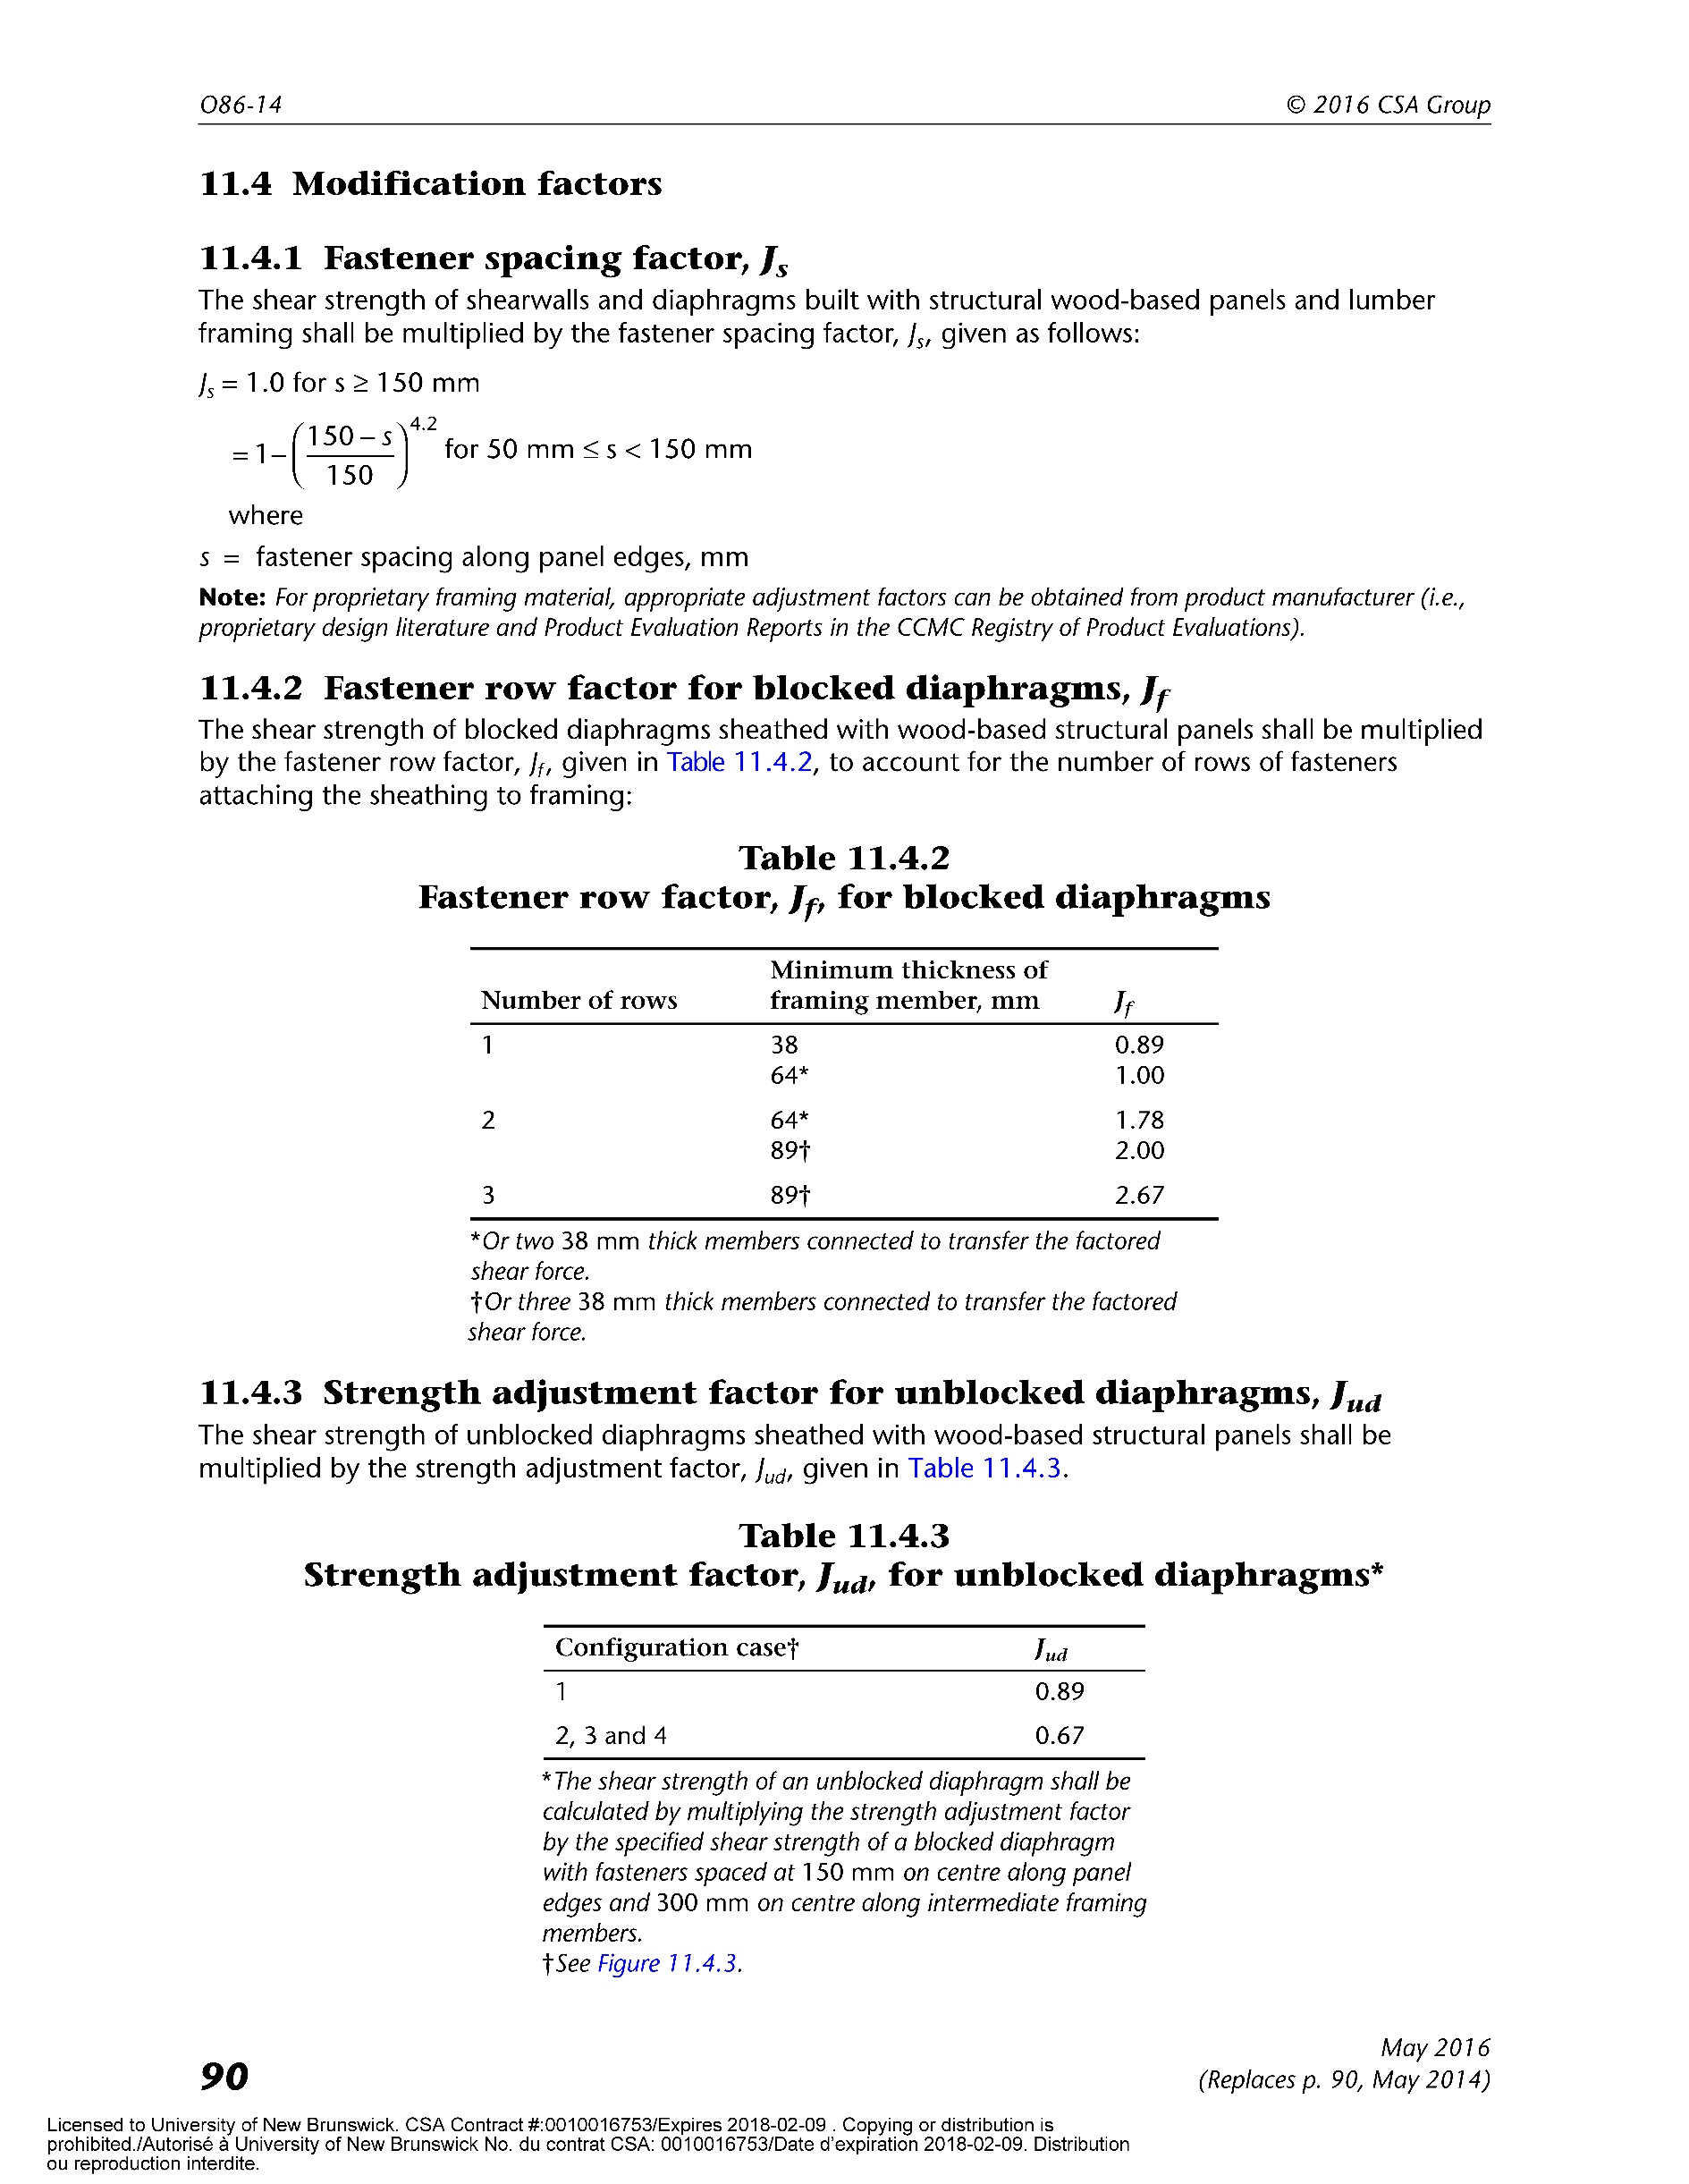 O86-14 © 2016 CSA Group
11.4 Modification factors
11.4.1 Fastener spacing factor, Js
The shear strength of shearwalls and diaphragms built with structural wood-based panels and lumber
framing shall be multiplied by the fastener spacing factor, Js, given as follows:
Js = 1.0 for s ≥ 150 mm
= 1 – ((150 – s) / 150)^4.2 for 50 mm ≤ s < 150 mm
where
s = fastener spacing along panel edges, mm
Note: For proprietary framing material, appropriate adjustment factors can be obtained from product manufacturer (i.e.,
proprietary design literature and Product Evaluation Reports in the CCMC Registry of Product Evaluations).
11.4.2 Fastener row factor for blocked diaphragms, Jf
The shear strength of blocked diaphragms sheathed with wood-based structural panels shall be multiplied
by the fastener row factor, Jf, given in Table 11.4.2, to account for the number of rows of fasteners
attaching the sheathing to framing:
Table 11.4.2
Fastener row factor, Jf, for blocked diaphragms
Minimum thickness of
Number of rows framing member, mm Jf
1 38 0.89
64* 1.00
2 64* 1.78
89† 2.00
3 89† 2.67
*Or two 38 mm thick members connected to transfer the factored
shear force.
†Or three 38 mm thick members connected to transfer the factored
shear force.
11.4.3 Strength adjustment factor for unblocked diaphragms, Jud
The shear strength of unblocked diaphragms sheathed with wood-based structural panels shall be
multiplied by the strength adjustment factor, Jud, given in Table 11.4.3.
Table 11.4.3
Strength adjustment factor, Jud, for unblocked diaphragms*
Configuration case† Jud
1 0.89
2, 3 and 4 0.67
*The shear strength of an unblocked diaphragm shall be
calculated by multiplying the strength adjustment factor
by the specified shear strength of a blocked diaphragm
with fasteners spaced at 150 mm on centre along panel
edges and 300 mm on centre along intermediate framing
members.
†See Figure 11.4.3.
May 2016
90 (Replaces p. 90, May 2014)
Licensed to University of New Brunswick. CSA Contract #:0010016753/Expires 2018-02-09 . Copying or distribution is
prohibited./Autorisé à University of New Brunswick No. du contrat CSA: 0010016753/Date d'expiration 2018-02-09. Distribution
ou reproduction interdite.